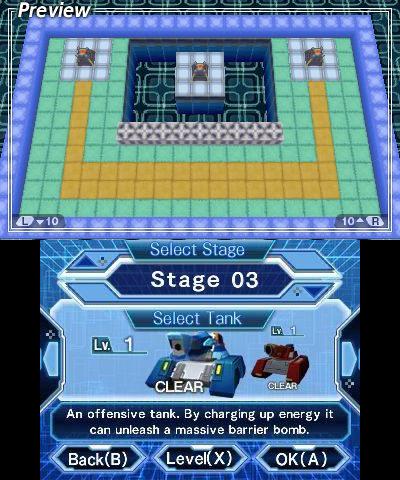 Preview
L ▼10
10▲ R
Select Stage
Stage 03
Select Tank
Lv. 1
Lv. 1
CLEAR
CLEAR
An offensive tank. By charging up energy it
can unleash a massive barrier bomb.
Back(B)
Level(X)
OK(A)